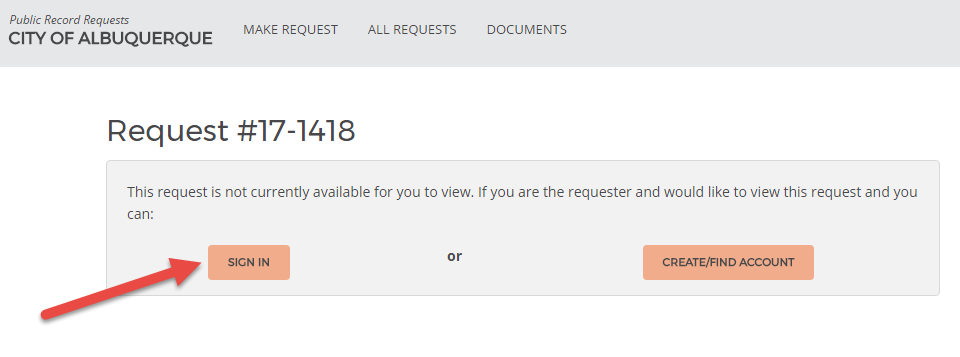 Public Record Requests
CITY OF ALBUQUERQUE
MAKE REQUEST ALL REQUESTS DOCUMENTS
Request #17-1418
This request is not currently available for you to view. If you are the requester and would like to view this request and you
can:
SIGN IN or CREATE/FIND ACCOUNT